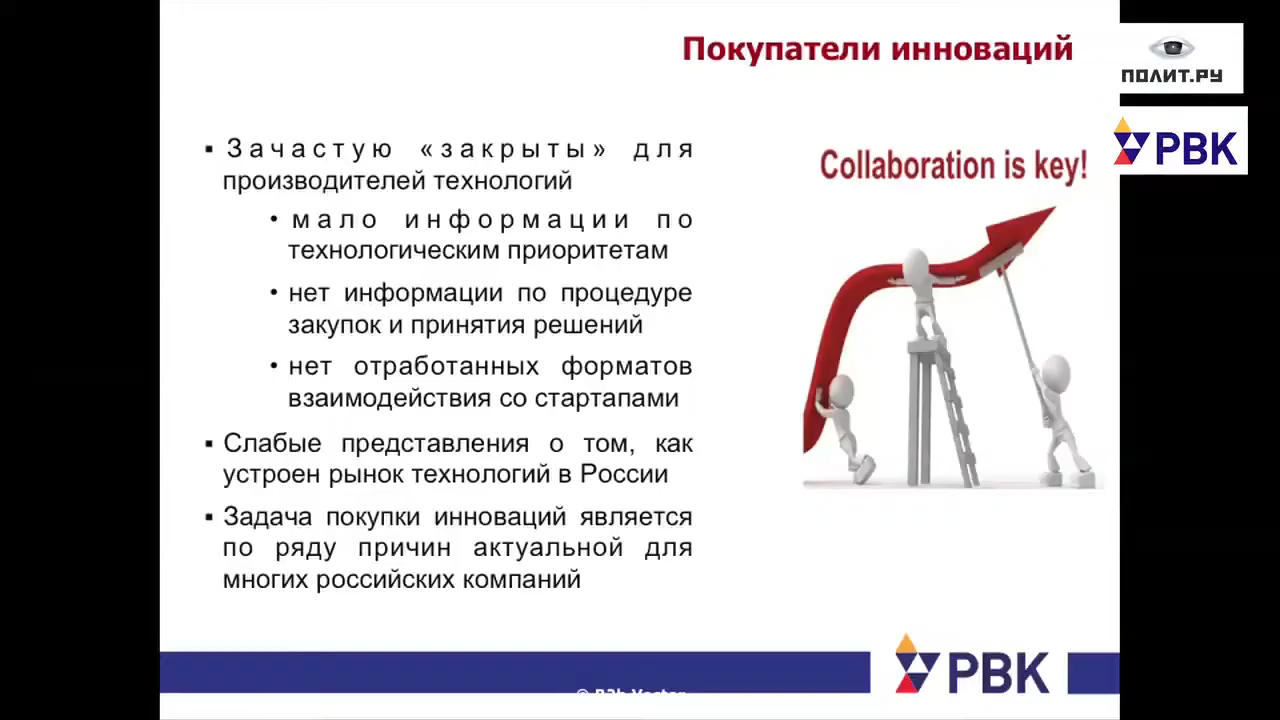 Покупатели инноваций
ПОЛИТ.РУ
РВК
Зачастую «закрыты» для
производителей технологий
мало информации по
технологическим приоритетам
нет информации по процедуре
закупок и принятия решений
нет отработанных форматов
взаимодействия со стартапами
Слабые представления о том, как
устроен рынок технологий в России
Задача покупки инноваций является
по ряду причин актуальной для
многих российских компаний
Collaboration is key!
РВК
© B2b Vector